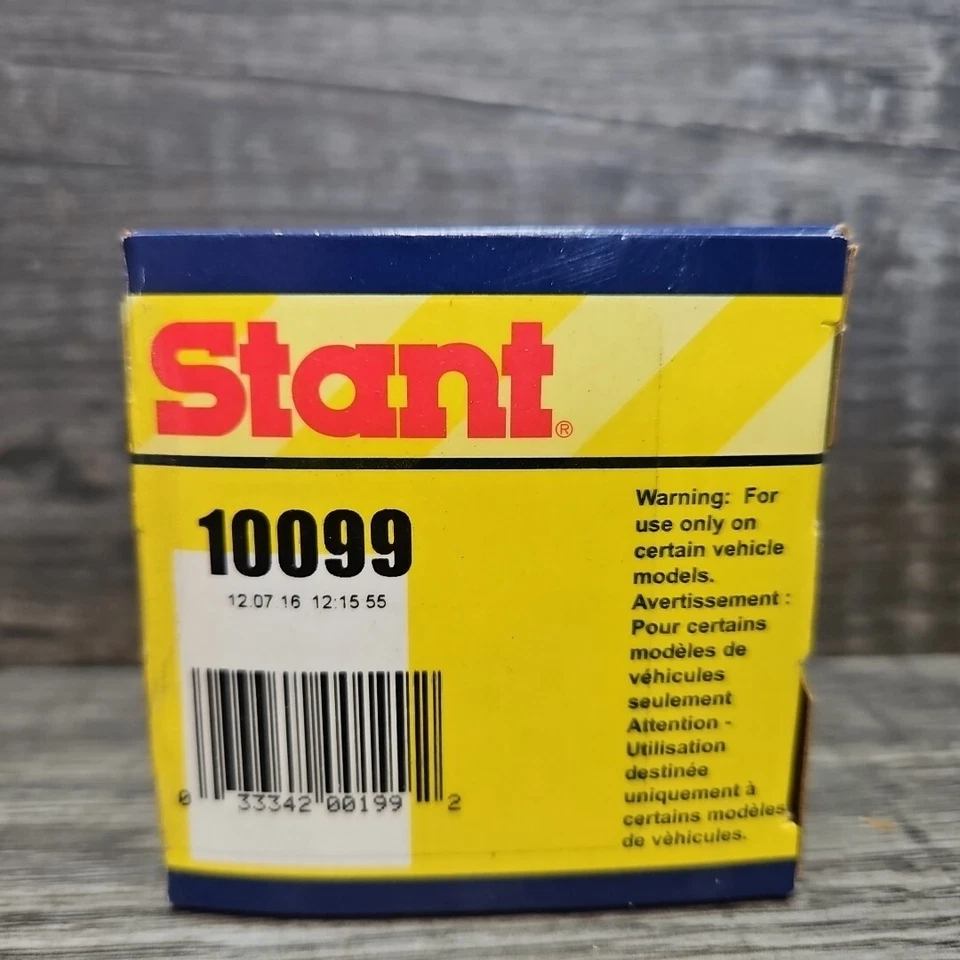 Stant®
10099
12.07.16 12:15:55
0 33342 00199 2
Warning: For
use only on
certain vehicle
models.
Avertissement :
Pour certains
modèles de
véhicules
seulement
Attention -
Utilisation
destinée
uniquement à
certains modèles
de vèhicules.